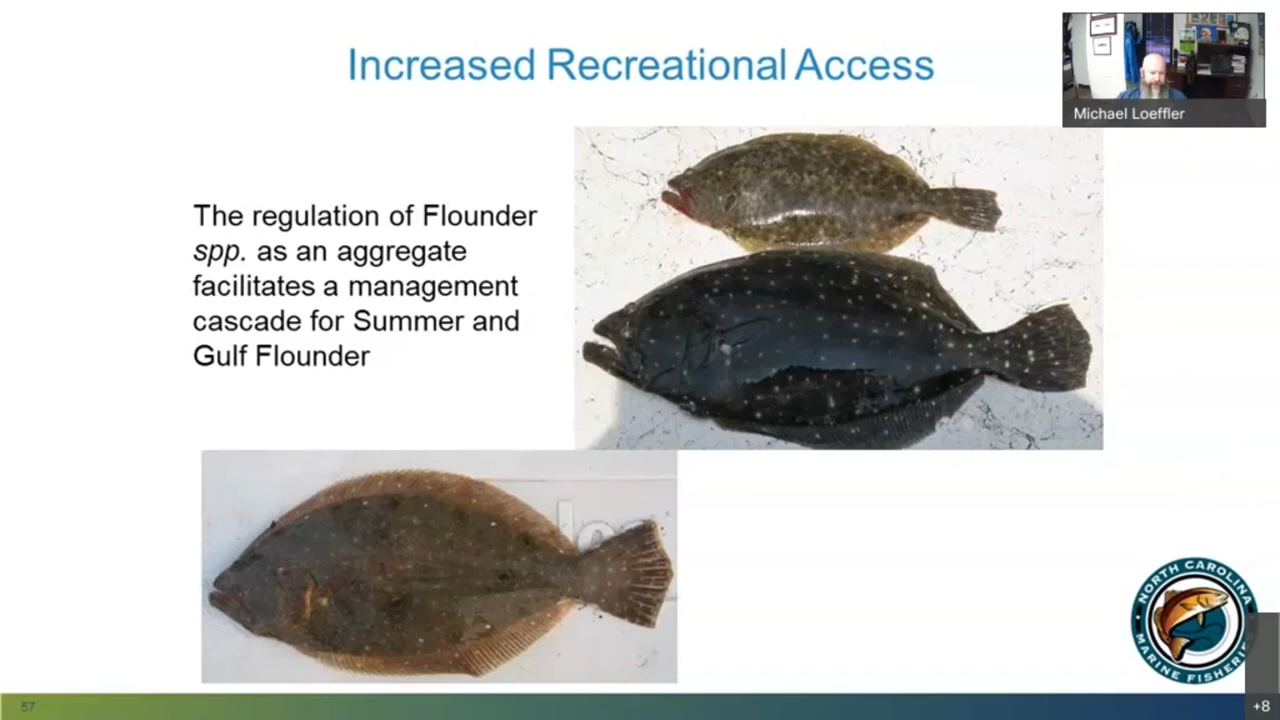 Increased Recreational Access
Michael Loeffler
The regulation of Flounder
spp. as an aggregate
facilitates a management
cascade for Summer and
Gulf Flounder
NORTH CAROLINA
MARINE FISHERIE
57
+8